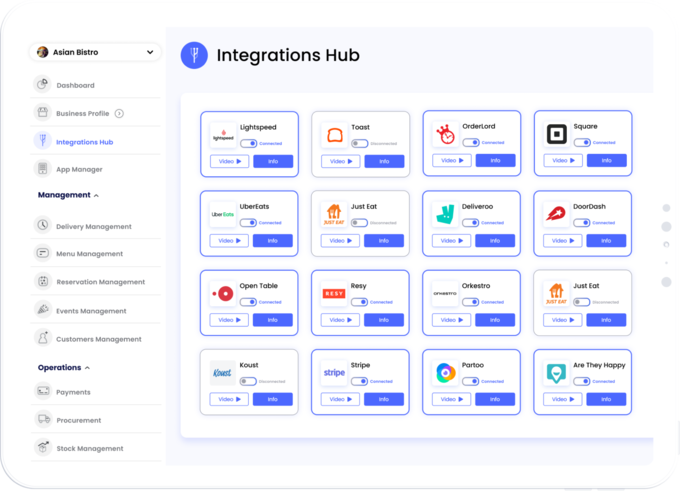 Asian Bistro
Dashboard
Business Profile
Integrations Hub
App Manager
Management
Delivery Management
Menu Management
Reservation Management
Events Management
Customers Management
Operations
Payments
Procurement
Stock Management
Integrations Hub
lightspeed
Lightspeed
Connected
Video
Info
Toast
Disconnected
Video
Info
OrderLord
Connected
Video
Info
Square
Connected
Video
Info
Uber Eats
UberEats
Connected
Video
Info
JUST EAT
Just Eat
Disconnected
Video
Info
Deliveroo
Connected
Video
Info
DoorDash
Connected
Video
Info
Open Table
Connected
Video
Info
RESY
Resy
Connected
Video
Info
ORKESTRO
Orkestro
Connected
Video
Info
JUST EAT
Just Eat
Disconnected
Video
Info
Koust
Koust
Disconnected
Video
Info
stripe
Stripe
Connected
Video
Info
Partoo
Connected
Video
Info
Are They Happy
Connected
Video
Info